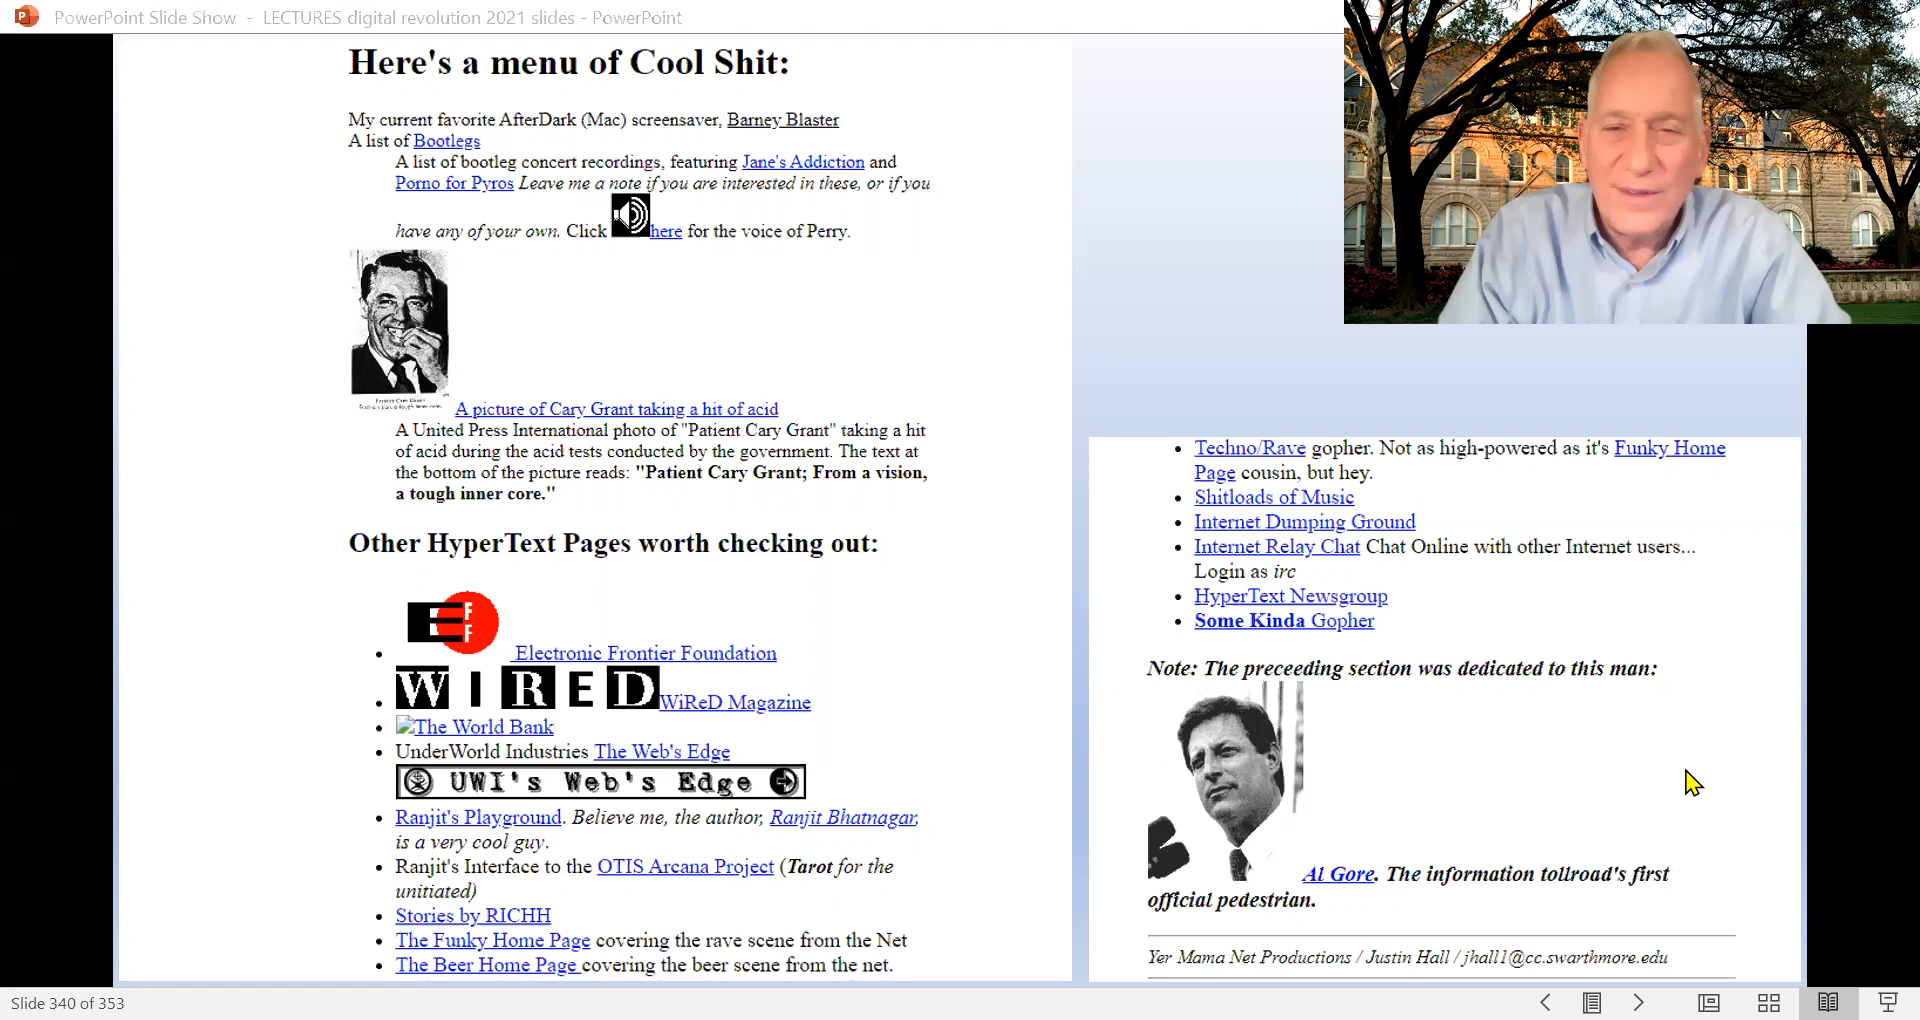 PowerPoint Slide Show - LECTURES digital revolution 2021 slides - PowerPoint
Here's a menu of Cool Shit:
My current favorite AfterDark (Mac) screensaver, Barney Blaster
A list of Bootlegs
A list of bootleg concert recordings, featuring Jane's Addiction and
Porno for Pyros Leave me a note if you are interested in these, or if you
have any of your own. Click here for the voice of Perry.
A picture of Cary Grant taking a hit of acid
A United Press International photo of "Patient Cary Grant" taking a hit
of acid during the acid tests conducted by the government. The text at
the bottom of the picture reads: "Patient Cary Grant; From a vision,
a tough inner core."
Other HyperText Pages worth checking out:
EFF
Electronic Frontier Foundation
WIRED WiReD Magazine
The World Bank
UnderWorld Industries The Web's Edge
UWI's Web's Edge
Ranjit's Playground. Believe me, the author, Ranjit Bhatnagar,
is a very cool guy.
Ranjit's Interface to the OTIS Arcana Project (Tarot for the
unitiated)
Stories by RICHH
The Funky Home Page covering the rave scene from the Net
The Beer Home Page covering the beer scene from the net.
Techno/Rave gopher. Not as high-powered as it's Funky Home
Page cousin, but hey.
Shitloads of Music
Internet Dumping Ground
Internet Relay Chat Chat Online with other Internet users...
Login as irc
HyperText Newsgroup
Some Kinda Gopher
Note: The preceeding section was dedicated to this man:
Al Gore. The information tollroad's first
official pedestrian.
Yer Mama Net Productions / Justin Hall / jhall1@cc.swarthmore.edu
Slide 340 of 353